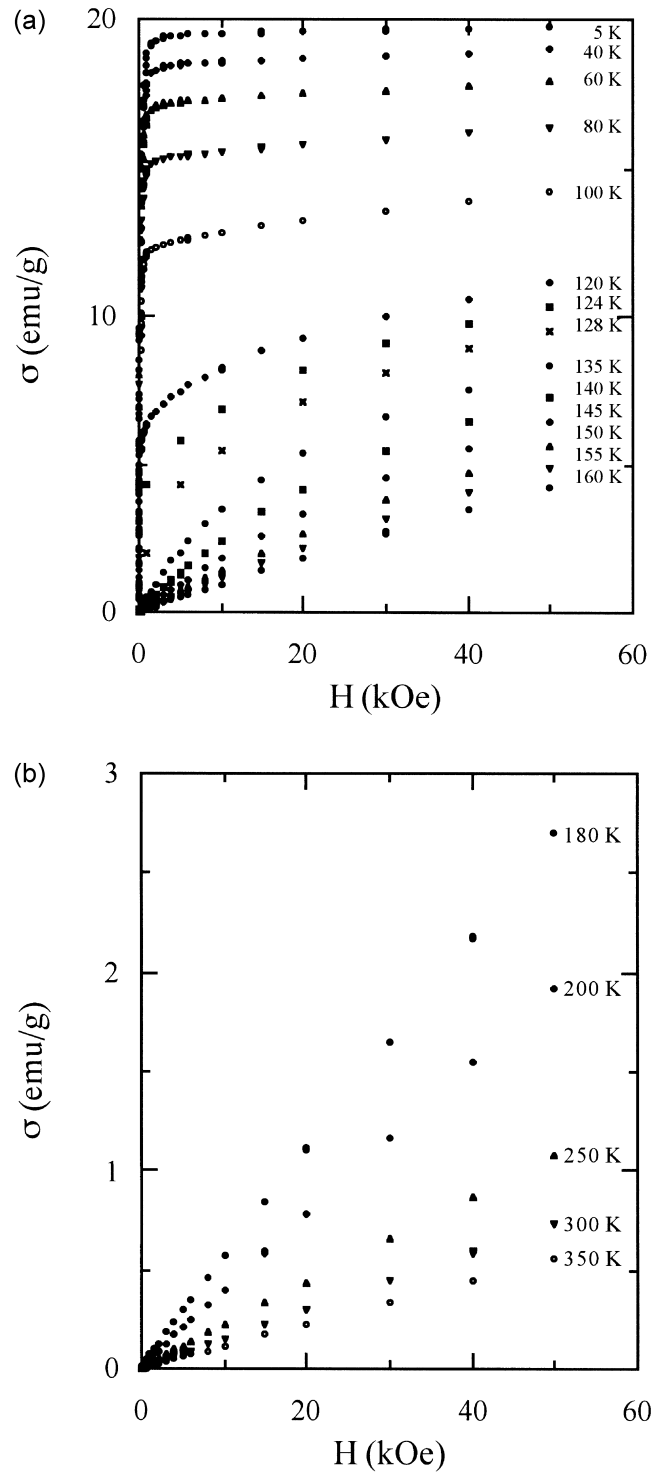 (a)
20
10
0
σ (emu/g)
5 K
40 K
60 K
80 K
100 K
120 K
124 K
128 K
135 K
140 K
145 K
150 K
155 K
160 K
0 20 40 60
H (kOe)
(b)
3
2
1
0
σ (emu/g)
180 K
200 K
250 K
300 K
350 K
0 20 40 60
H (kOe)